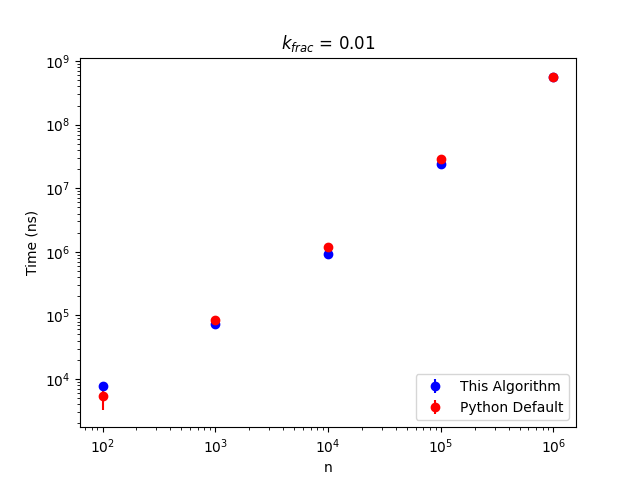 k_frac = 0.01
Time (ns)
10^9
10^8
10^7
10^6
10^5
10^4
This Algorithm
Python Default
10^2
10^3
10^4
10^5
10^6
n